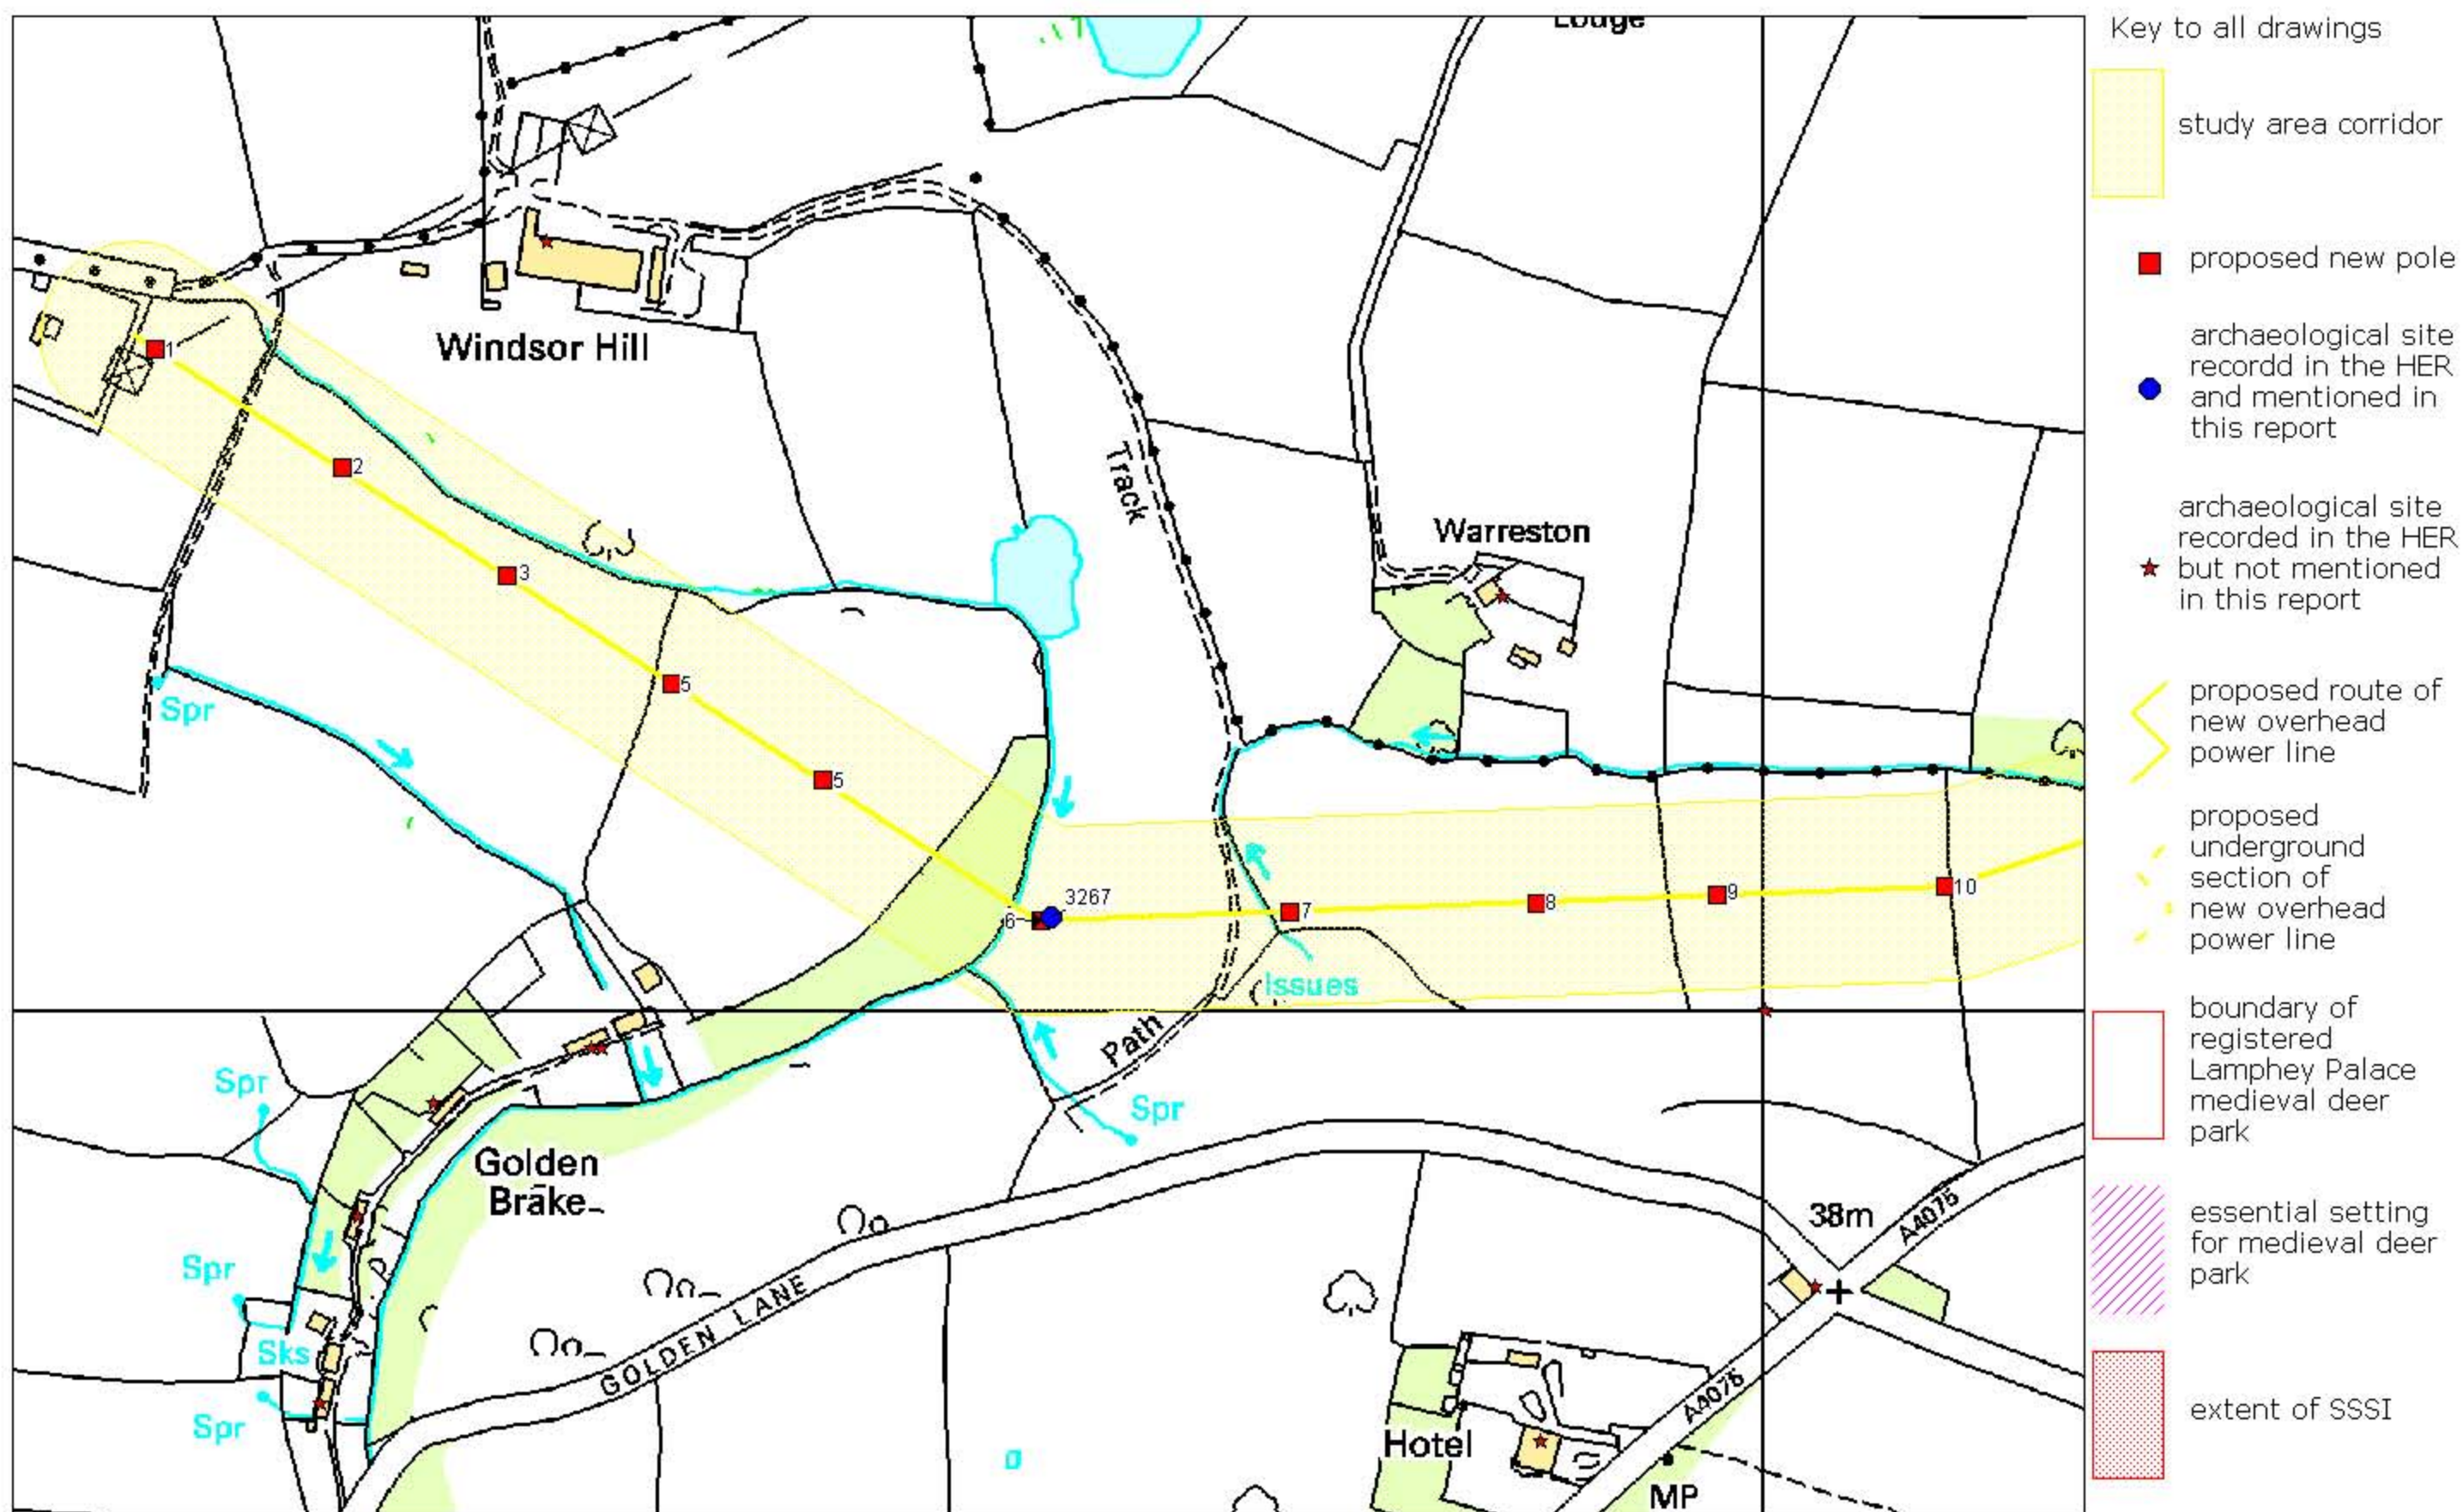 Lodge
Windsor Hill
Track
Warreston
1
2
3
5
5
6
3267
7
8
9
10
Spr
Issues
Path
Spr
Spr
Golden
Brake
Spr
Sks
Spr
GOLDEN LANE
38m
A4075
A4075
Hotel
MP
Key to all drawings
study area corridor
proposed new pole
archaeological site
recordd in the HER
and mentioned in
this report
archaeological site
recorded in the HER
but not mentioned
in this report
proposed route of
new overhead
power line
proposed
underground
section of
new overhead
power line
boundary of
registered
Lamphey Palace
medieval deer
park
essential setting
for medieval deer
park
extent of SSSI